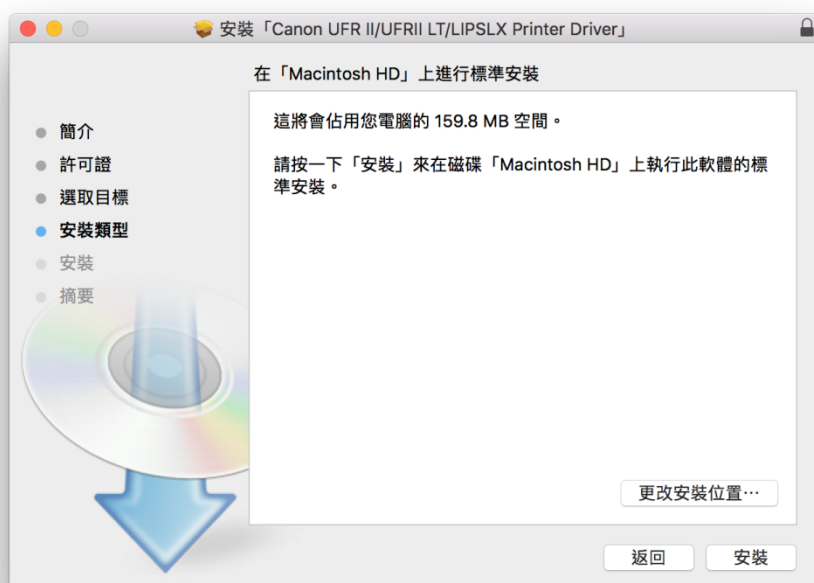 安裝「Canon UFR II/UFRII LT/LIPSLX Printer Driver」
在「Macintosh HD」上進行標準安裝
簡介
許可證
選取目標
安裝類型
安裝
摘要
這將會佔用您電腦的 159.8 MB 空間。
請按一下「安裝」來在磁碟「Macintosh HD」上執行此軟體的標
準安裝。
更改安裝位置⋯
返回
安裝